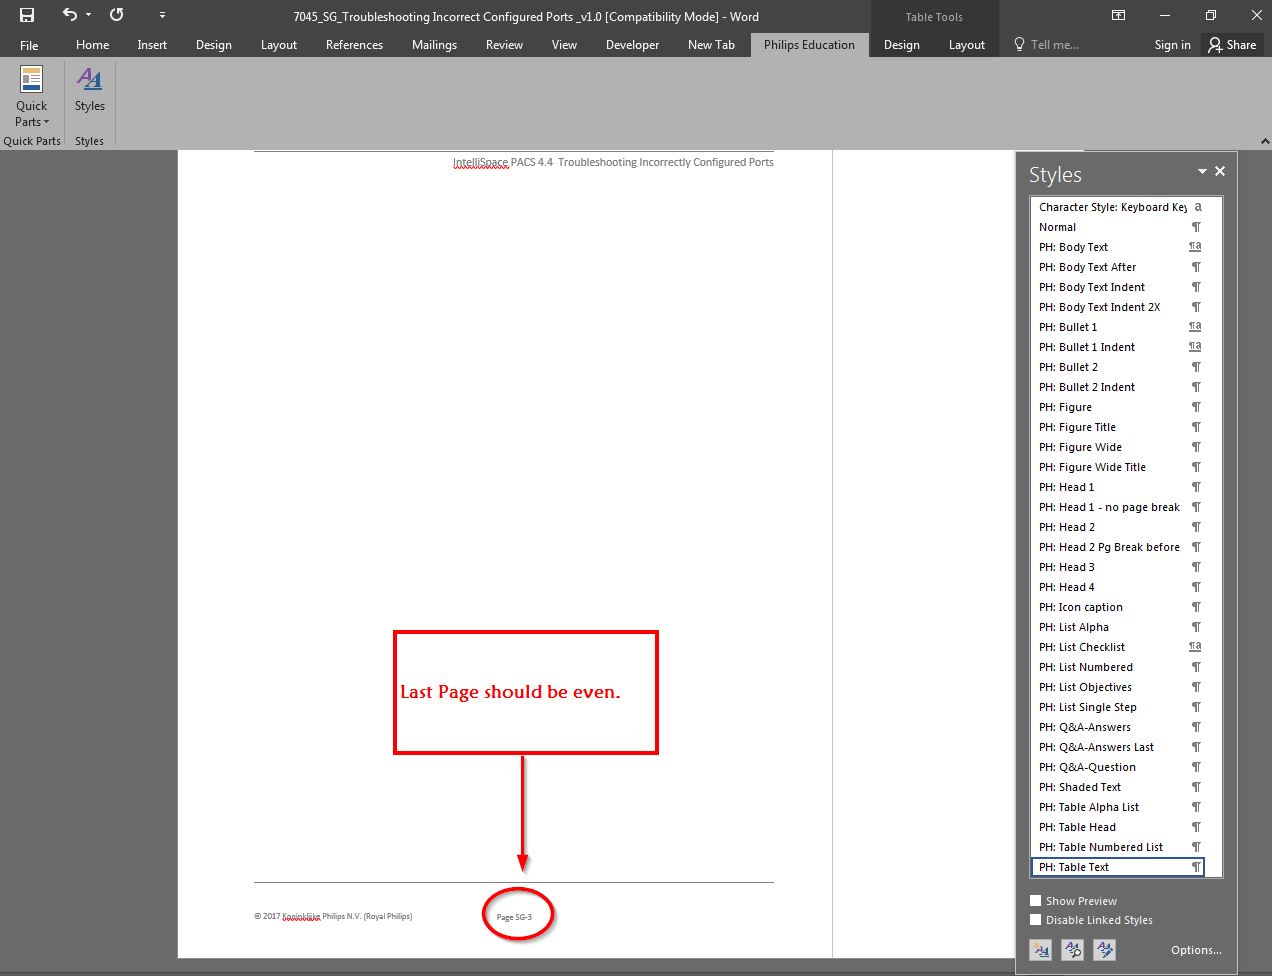 7045_SG_Troubleshooting Incorrect Configured Ports _v1.0 [Compatibility Mode] - Word
Table Tools
File Home Insert Design Layout References Mailings Review View Developer New Tab Philips Education Design Layout Tell me... Sign in Share
Quick Parts
Styles
Quick Parts
Styles
IntelliSpace PACS 4.4 Troubleshooting Incorrectly Configured Ports
Last Page should be even.
© 2017 Koninklijke Philips N.V. (Royal Philips)
Page SG-3
Styles
Character Style: Keyboard Key a
Normal ¶
PH: Body Text ¶a
PH: Body Text After ¶
PH: Body Text Indent ¶
PH: Body Text Indent 2X ¶
PH: Bullet 1 ¶a
PH: Bullet 1 Indent ¶a
PH: Bullet 2 ¶
PH: Bullet 2 Indent ¶
PH: Figure ¶
PH: Figure Title ¶
PH: Figure Wide ¶
PH: Figure Wide Title ¶
PH: Head 1 ¶
PH: Head 1 - no page break ¶
PH: Head 2 ¶
PH: Head 2 Pg Break before ¶
PH: Head 3 ¶
PH: Head 4 ¶
PH: Icon caption ¶
PH: List Alpha ¶
PH: List Checklist ¶a
PH: List Numbered ¶
PH: List Objectives ¶
PH: List Single Step ¶
PH: Q&A-Answers ¶
PH: Q&A-Answers Last ¶
PH: Q&A-Question ¶
PH: Shaded Text ¶
PH: Table Alpha List ¶
PH: Table Head ¶
PH: Table Numbered List ¶
PH: Table Text ¶
Show Preview
Disable Linked Styles
Options...